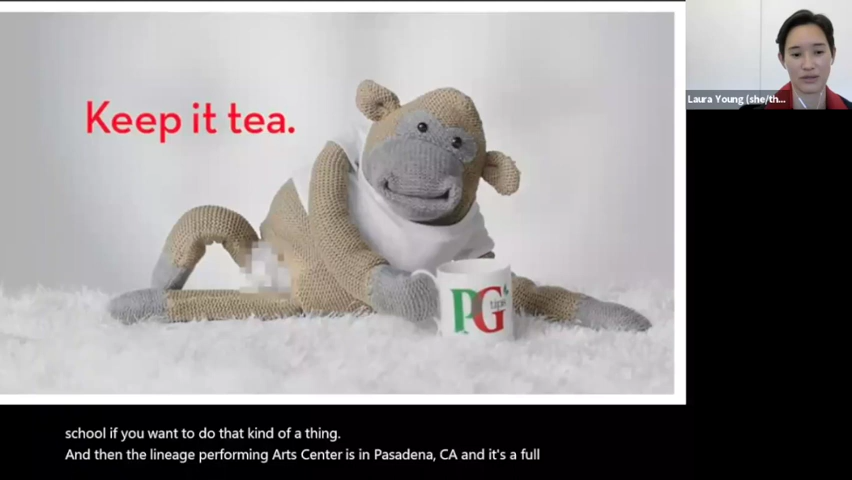 Keep it tea.
Laura Young (she/th...
PG
tips
school if you want to do that kind of a thing.
And then the lineage performing Arts Center is in Pasadena, CA and it's a full